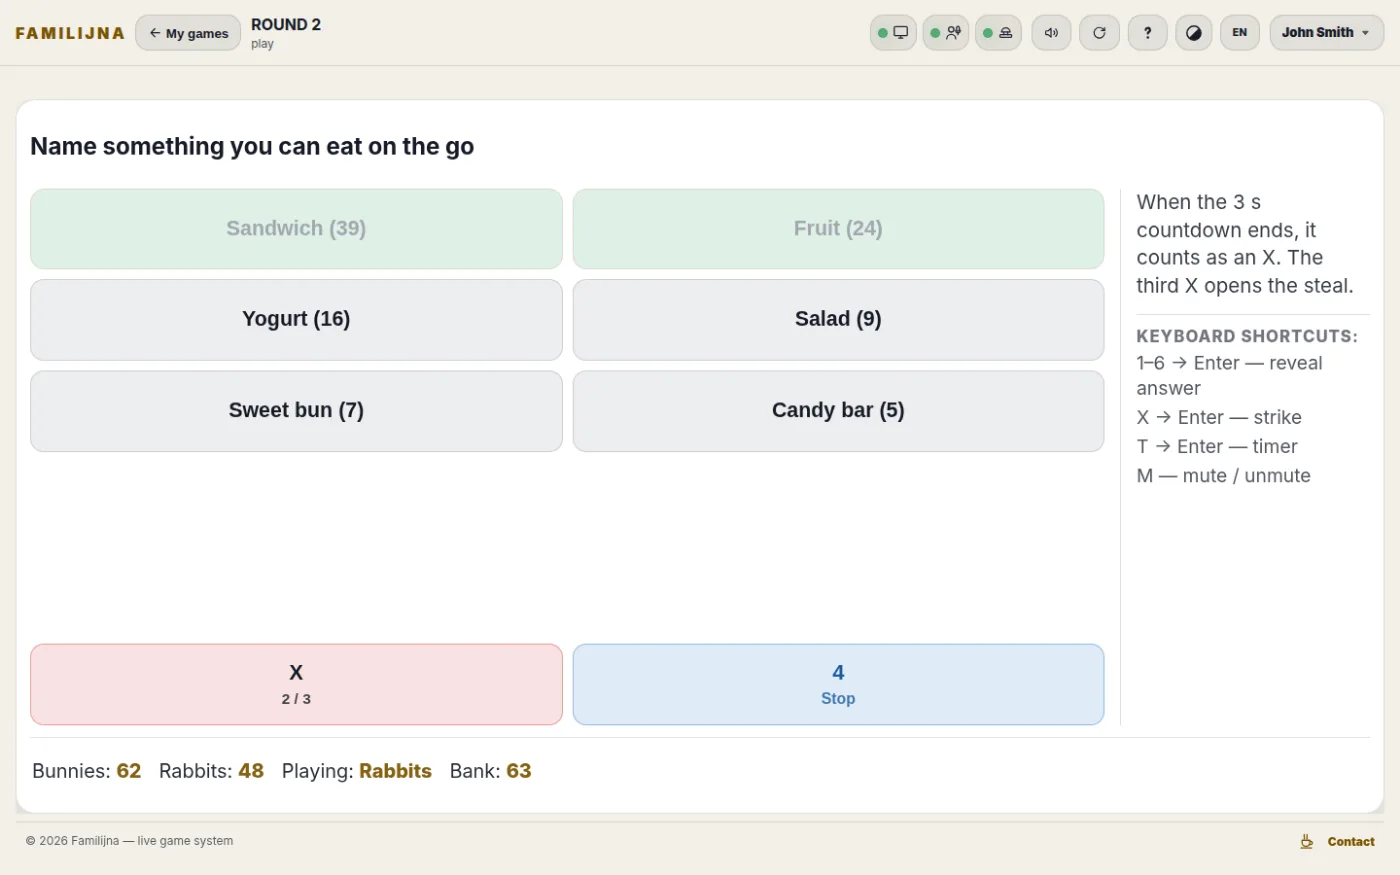 FAMILIJNA
← My games
ROUND 2
play
?
EN
John Smith
Name something you can eat on the go
Sandwich (39)
Fruit (24)
Yogurt (16)
Salad (9)
Sweet bun (7)
Candy bar (5)
X
2 / 3
4
Stop
When the 3 s
countdown ends, it
counts as an X. The
third X opens the steal.
KEYBOARD SHORTCUTS:
1–6 → Enter — reveal
answer
X → Enter — strike
T → Enter — timer
M — mute / unmute
Bunnies: 62 Rabbits: 48 Playing: Rabbits Bank: 63
© 2026 Familijna — live game system
Contact